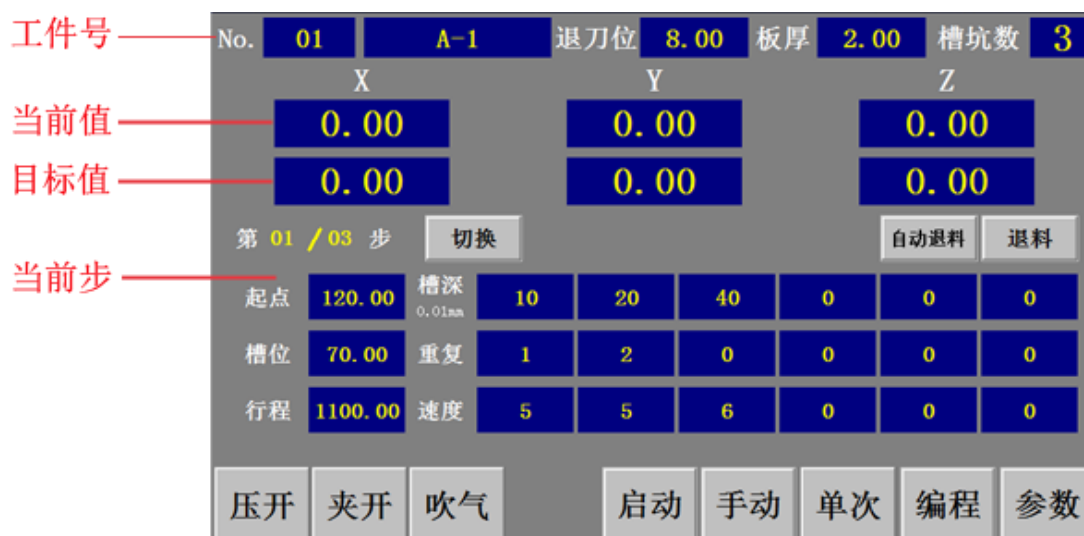 工件号 No. 01 A-1 退刀位 8.00 板厚 2.00 槽坑数 3
X Y Z
当前值 0.00 0.00 0.00
目标值 0.00 0.00 0.00
第 01 / 03 步 切换 自动退料 退料
当前步
起点 120.00 槽深 0.01mm 10 20 40 0 0 0
槽位 70.00 重复 1 2 0 0 0 0
行程 1100.00 速度 5 5 6 0 0 0
压开 夹开 吹气 启动 手动 单次 编程 参数